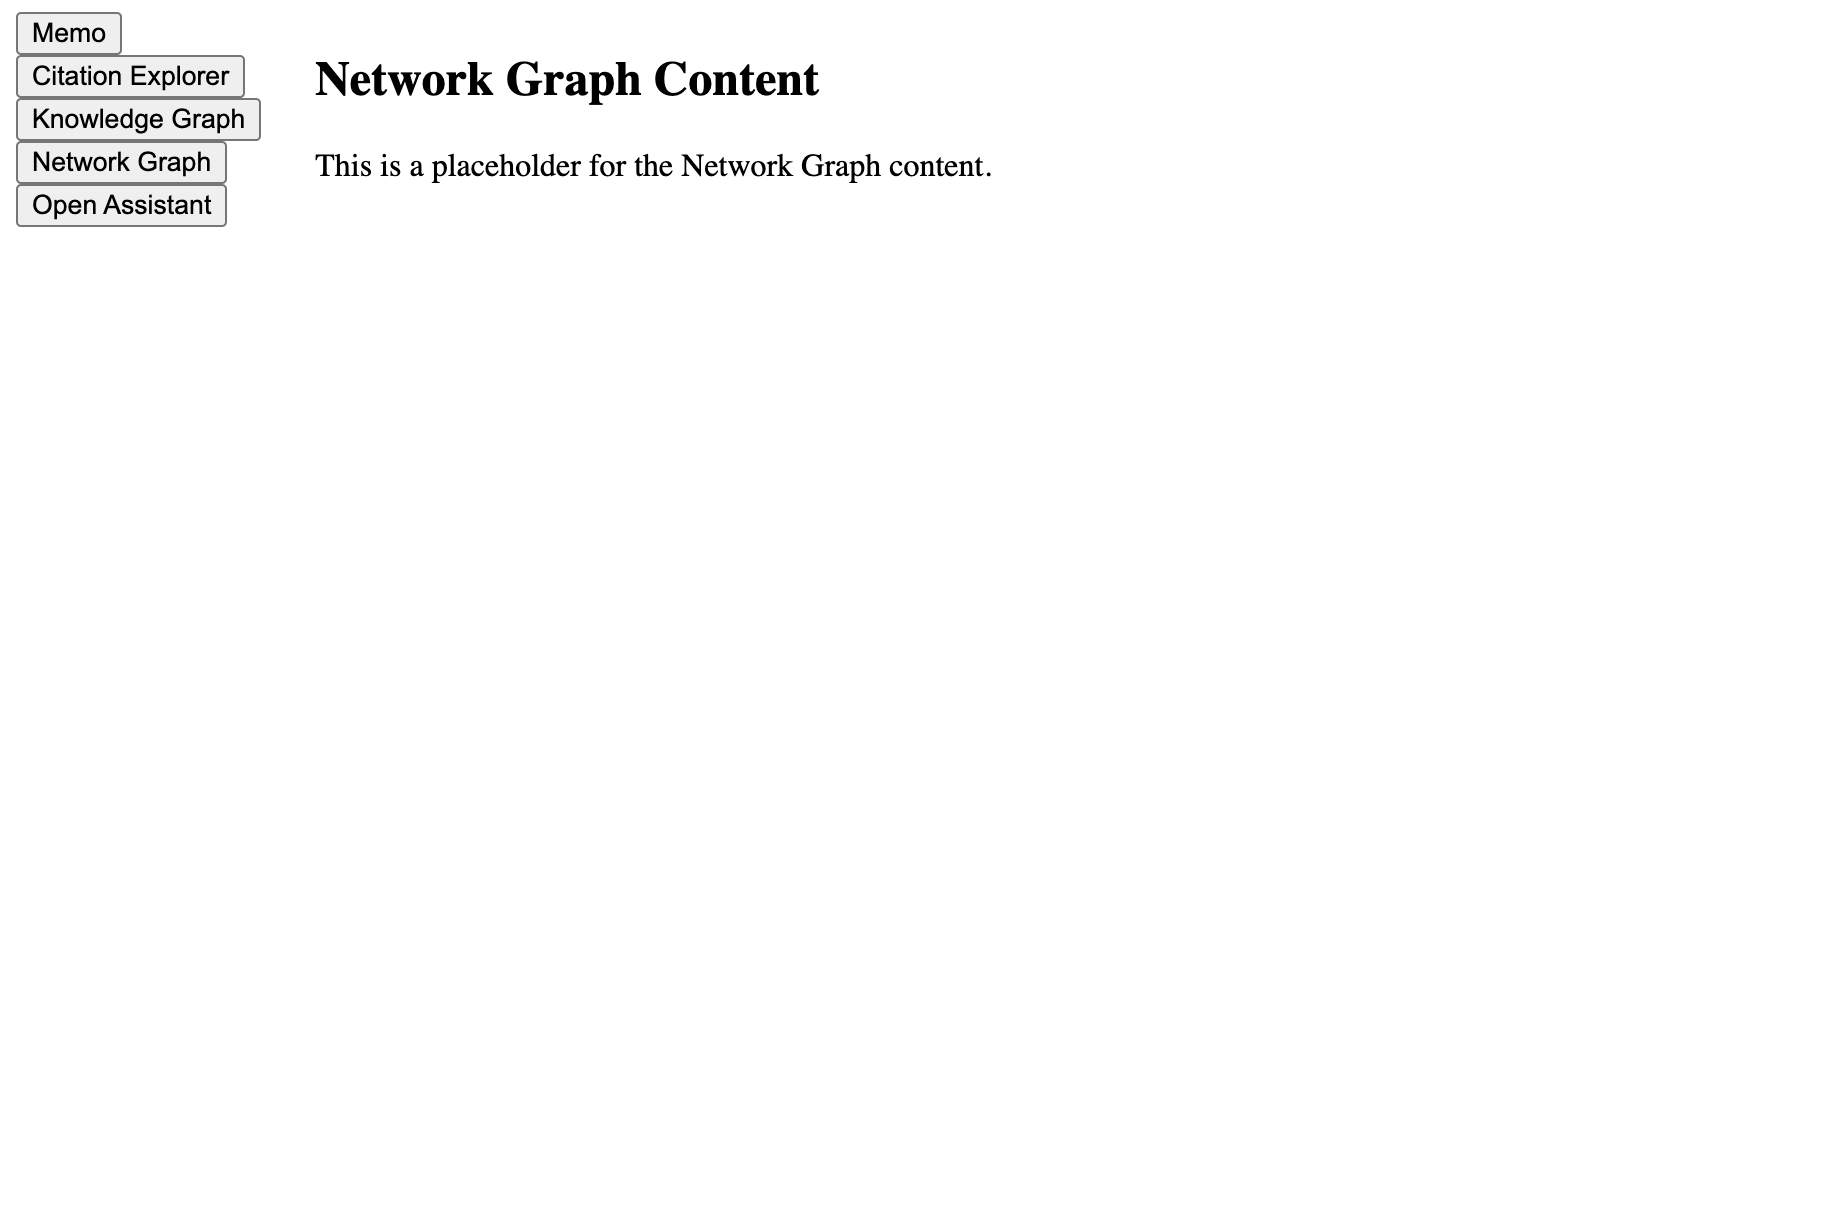 Memo
Citation Explorer
Knowledge Graph
Network Graph
Open Assistant
Network Graph Content
This is a placeholder for the Network Graph content.